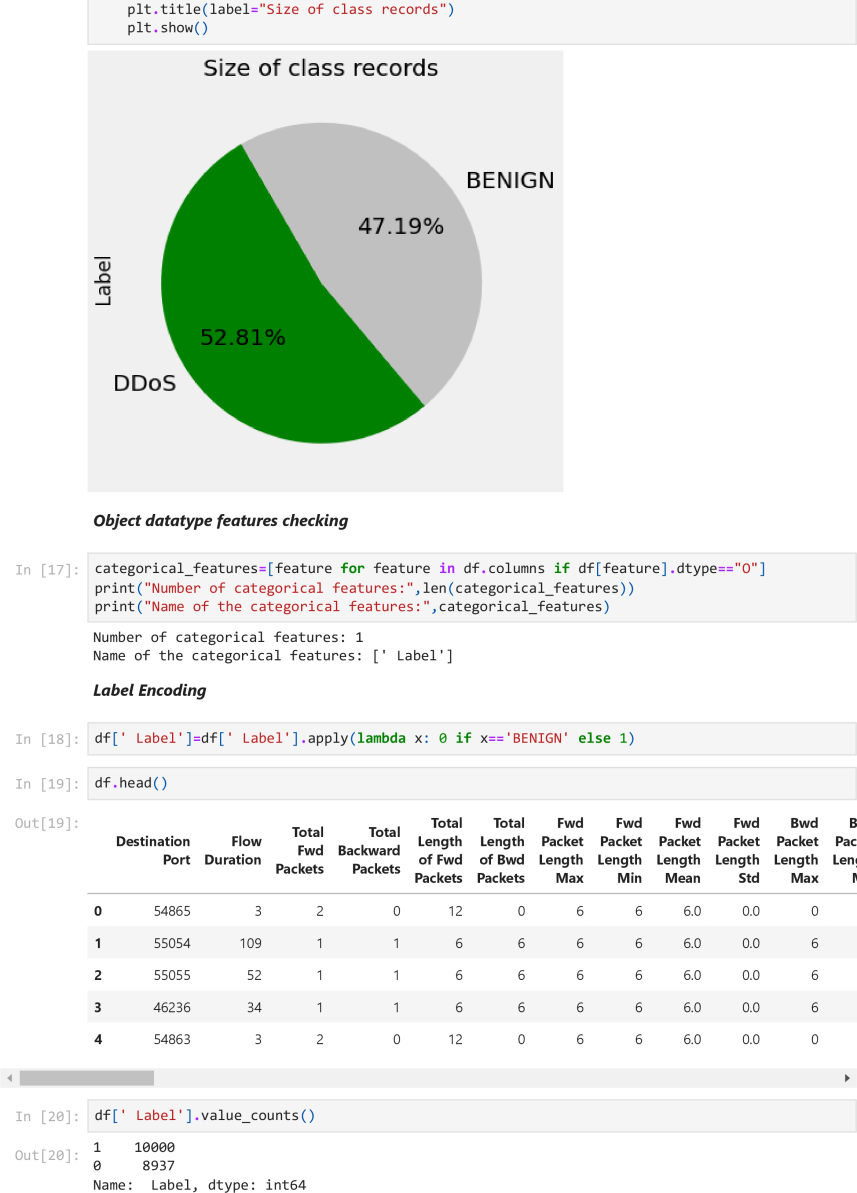 plt.title(label="Size of class records")
plt.show()
Size of class records
BENIGN
47.19%
Label
52.81%
DDoS
Object datatype features checking
In [17]: categorical_features=[feature for feature in df.columns if df[feature].dtype=="O"]
print("Number of categorical features:",len(categorical_features))
print("Name of the categorical features:",categorical_features)
Number of categorical features: 1
Name of the categorical features: [' Label']
Label Encoding
In [18]: df[' Label']=df[' Label'].apply(lambda x: 0 if x=='BENIGN' else 1)
In [19]: df.head()
Out[19]:
Destination Port Flow Duration Total Fwd Packets Total Backward Packets Total Length of Fwd Packets Total Length of Bwd Packets Fwd Packet Length Max Fwd Packet Length Min Fwd Packet Length Mean Fwd Packet Length Std Bwd Packet Length Max
0 54865 3 2 0 12 0 6 6 6.0 0.0 0
1 55054 109 1 1 6 6 6 6 6.0 0.0 6
2 55055 52 1 1 6 6 6 6 6.0 0.0 6
3 46236 34 1 1 6 6 6 6 6.0 0.0 6
4 54863 3 2 0 12 0 6 6 6.0 0.0 0
In [20]: df[' Label'].value_counts()
Out[20]: 1 10000
0 8937
Name:  Label, dtype: int64